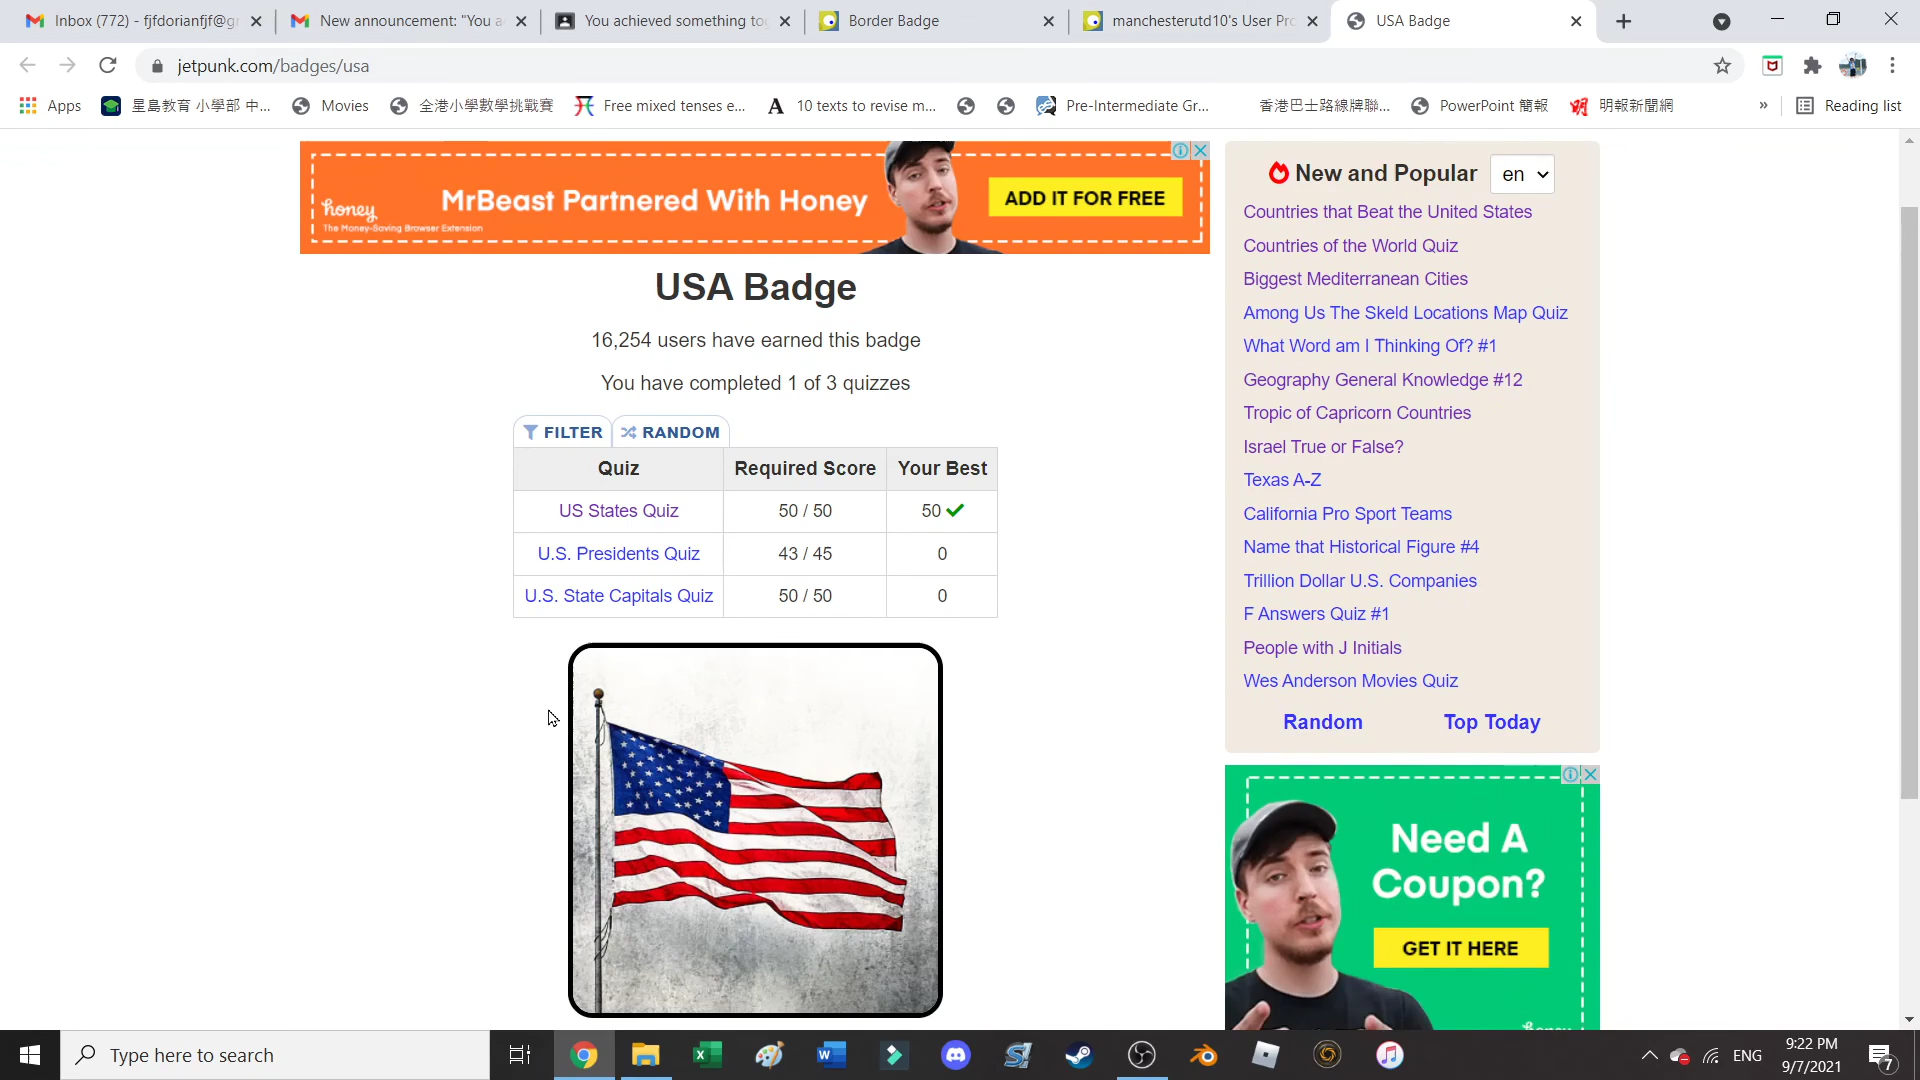 Inbox (772) - fjfdorianfjf@gr
New announcement: "You a
You achieved something to
Border Badge
manchesterutd10's User Pro
USA Badge
jetpunk.com/badges/usa
Apps
星島教育 小學部 中...
Movies
全港小學數學挑戰賽
Free mixed tenses e...
10 texts to revise m...
Pre-Intermediate Gr...
香港巴士路線牌聯...
PowerPoint 簡報
明報新聞網
»
Reading list
honey
The Money-Saving Browser Extension
MrBeast Partnered With Honey
ADD IT FOR FREE
USA Badge
16,254 users have earned this badge
You have completed 1 of 3 quizzes
FILTER
RANDOM
Quiz Required Score Your Best
US States Quiz 50 / 50 50
U.S. Presidents Quiz 43 / 45 0
U.S. State Capitals Quiz 50 / 50 0
New and Popular
en
Countries that Beat the United States
Countries of the World Quiz
Biggest Mediterranean Cities
Among Us The Skeld Locations Map Quiz
What Word am I Thinking Of? #1
Geography General Knowledge #12
Tropic of Capricorn Countries
Israel True or False?
Texas A-Z
California Pro Sport Teams
Name that Historical Figure #4
Trillion Dollar U.S. Companies
F Answers Quiz #1
People with J Initials
Wes Anderson Movies Quiz
Random
Top Today
Need A
Coupon?
GET IT HERE
honey
Type here to search
ENG
9:22 PM
9/7/2021
7